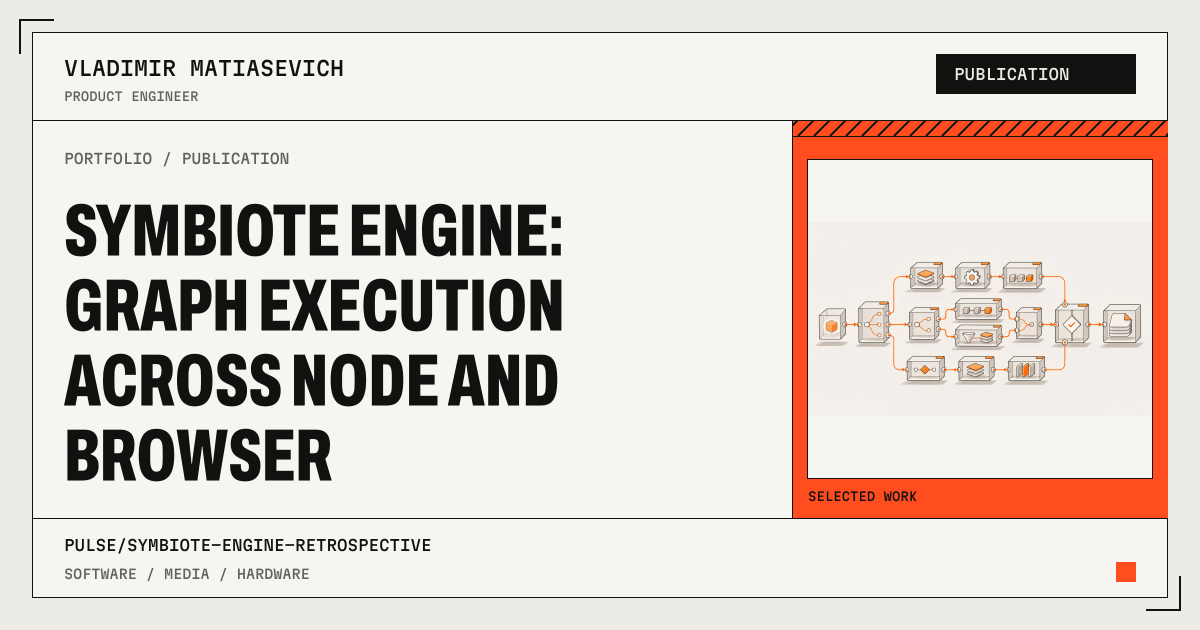 VLADIMIR MATIASEVICH
PRODUCT ENGINEER
PUBLICATION
PORTFOLIO / PUBLICATION
SYMBIOTE ENGINE:
GRAPH EXECUTION
ACROSS NODE AND
BROWSER
SELECTED WORK
PULSE/SYMBIOTE-ENGINE-RETROSPECTIVE
SOFTWARE / MEDIA / HARDWARE